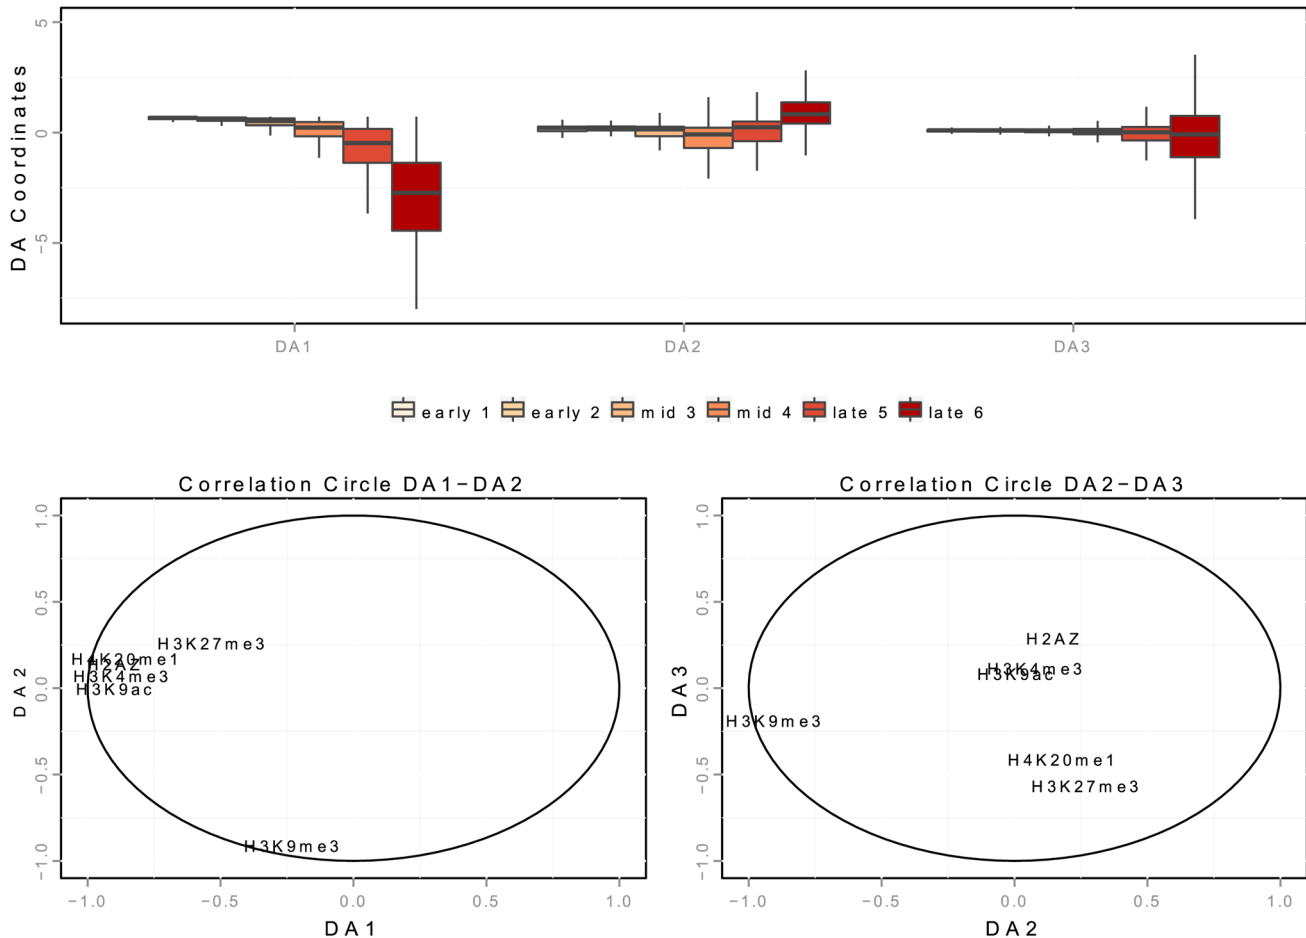 5
0
−5
DA Coordinates
DA1 DA2 DA3
early 1 early 2 mid 3 mid 4 late 5 late 6
Correlation Circle DA1−DA2
1.0
0.5
0.0
−0.5
−1.0
DA2
H3K27me3
H4K20me1
H2AZ
H3K4me3
H3K9ac
H3K9me3
−1.0 −0.5 0.0 0.5 1.0
DA1
Correlation Circle DA2−DA3
1.0
0.5
0.0
−0.5
−1.0
DA3
H2AZ
H3K4me3
H3K9ac
H3K9me3
H4K20me1
H3K27me3
−1.0 −0.5 0.0 0.5 1.0
DA2